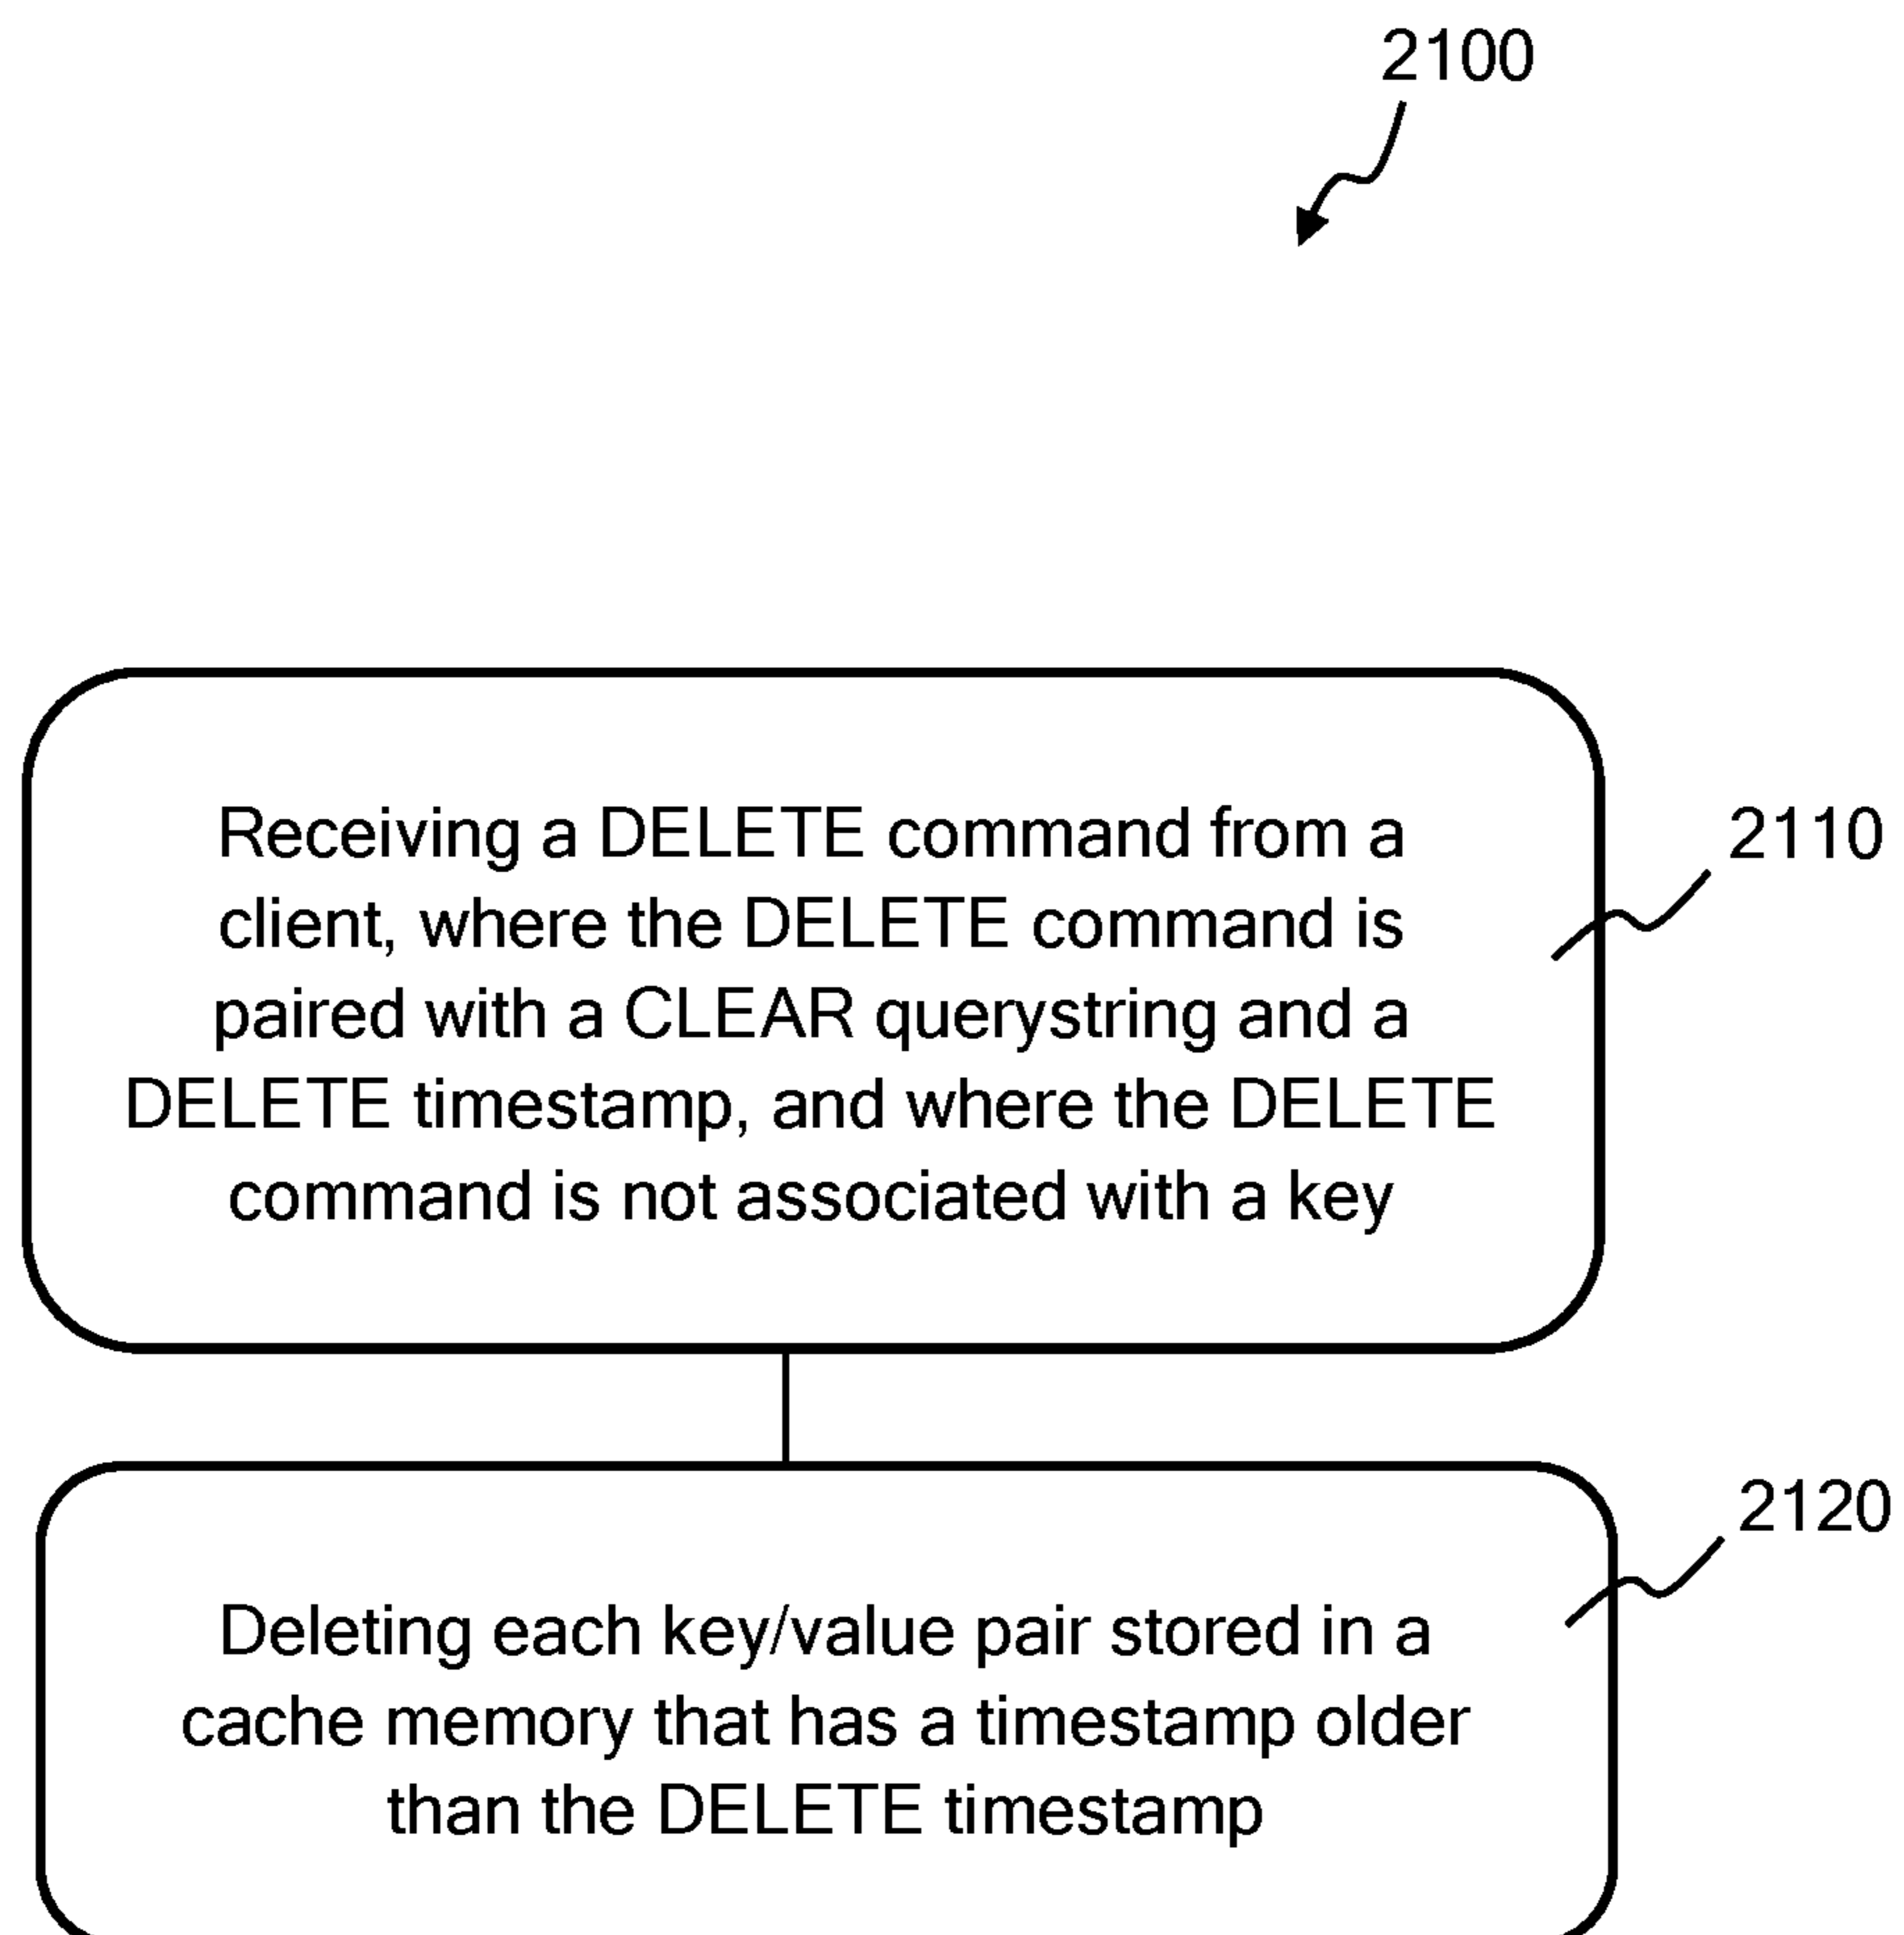 2100
Receiving a DELETE command from a
client, where the DELETE command is
paired with a CLEAR querystring and a
DELETE timestamp, and where the DELETE
command is not associated with a key
2110
Deleting each key/value pair stored in a
cache memory that has a timestamp older
than the DELETE timestamp
2120